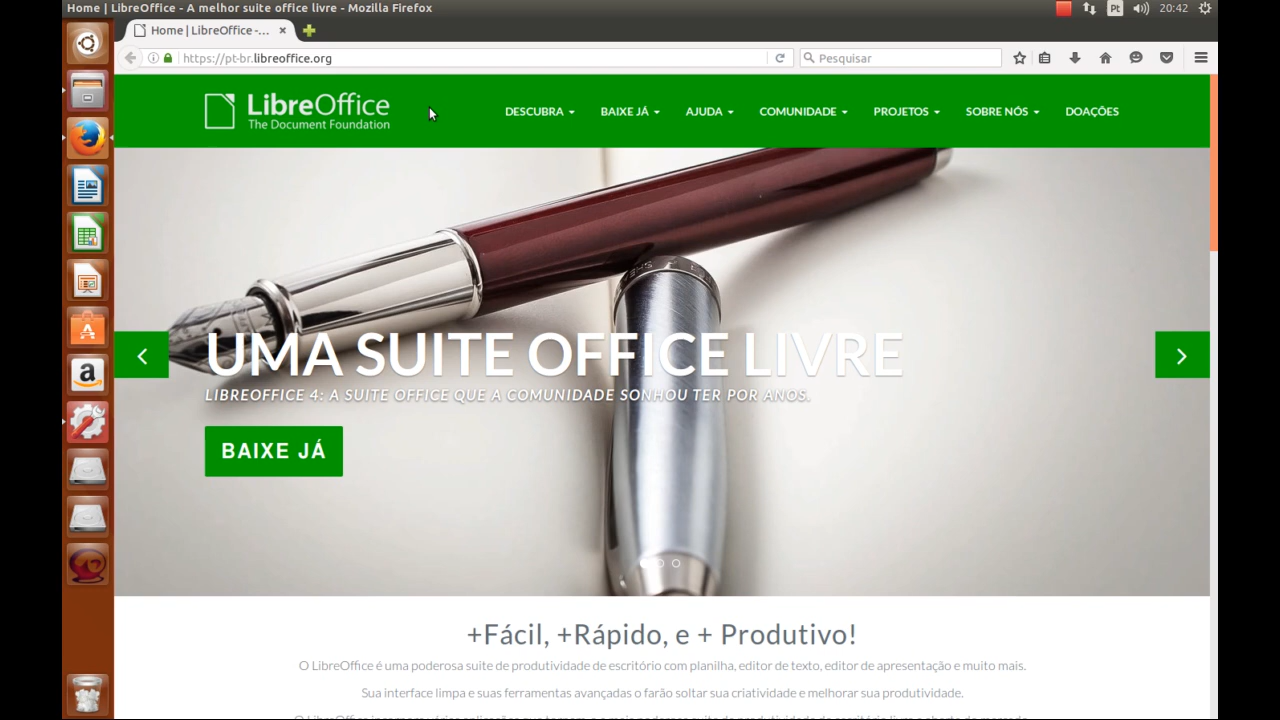 Home | LibreOffice - A melhor suite office livre - Mozilla Firefox
Pt
20:42
Home | LibreOffice -...
https://pt-br.libreoffice.org
Pesquisar
LibreOffice
The Document Foundation
DESCUBRA
BAIXE JÁ
AJUDA
COMUNIDADE
PROJETOS
SOBRE NÓS
DOAÇÕES
UMA SUITE OFFICE LIVRE
LIBREOFFICE 4: A SUITE OFFICE QUE A COMUNIDADE SONHOU TER POR ANOS.
BAIXE JÁ
+Fácil, +Rápido, e + Produtivo!
O LibreOffice é uma poderosa suite de produtividade de escritório com planilha, editor de texto, editor de apresentação e muito mais.
Sua interface limpa e suas ferramentas avançadas o farão soltar sua criatividade e melhorar sua produtividade.